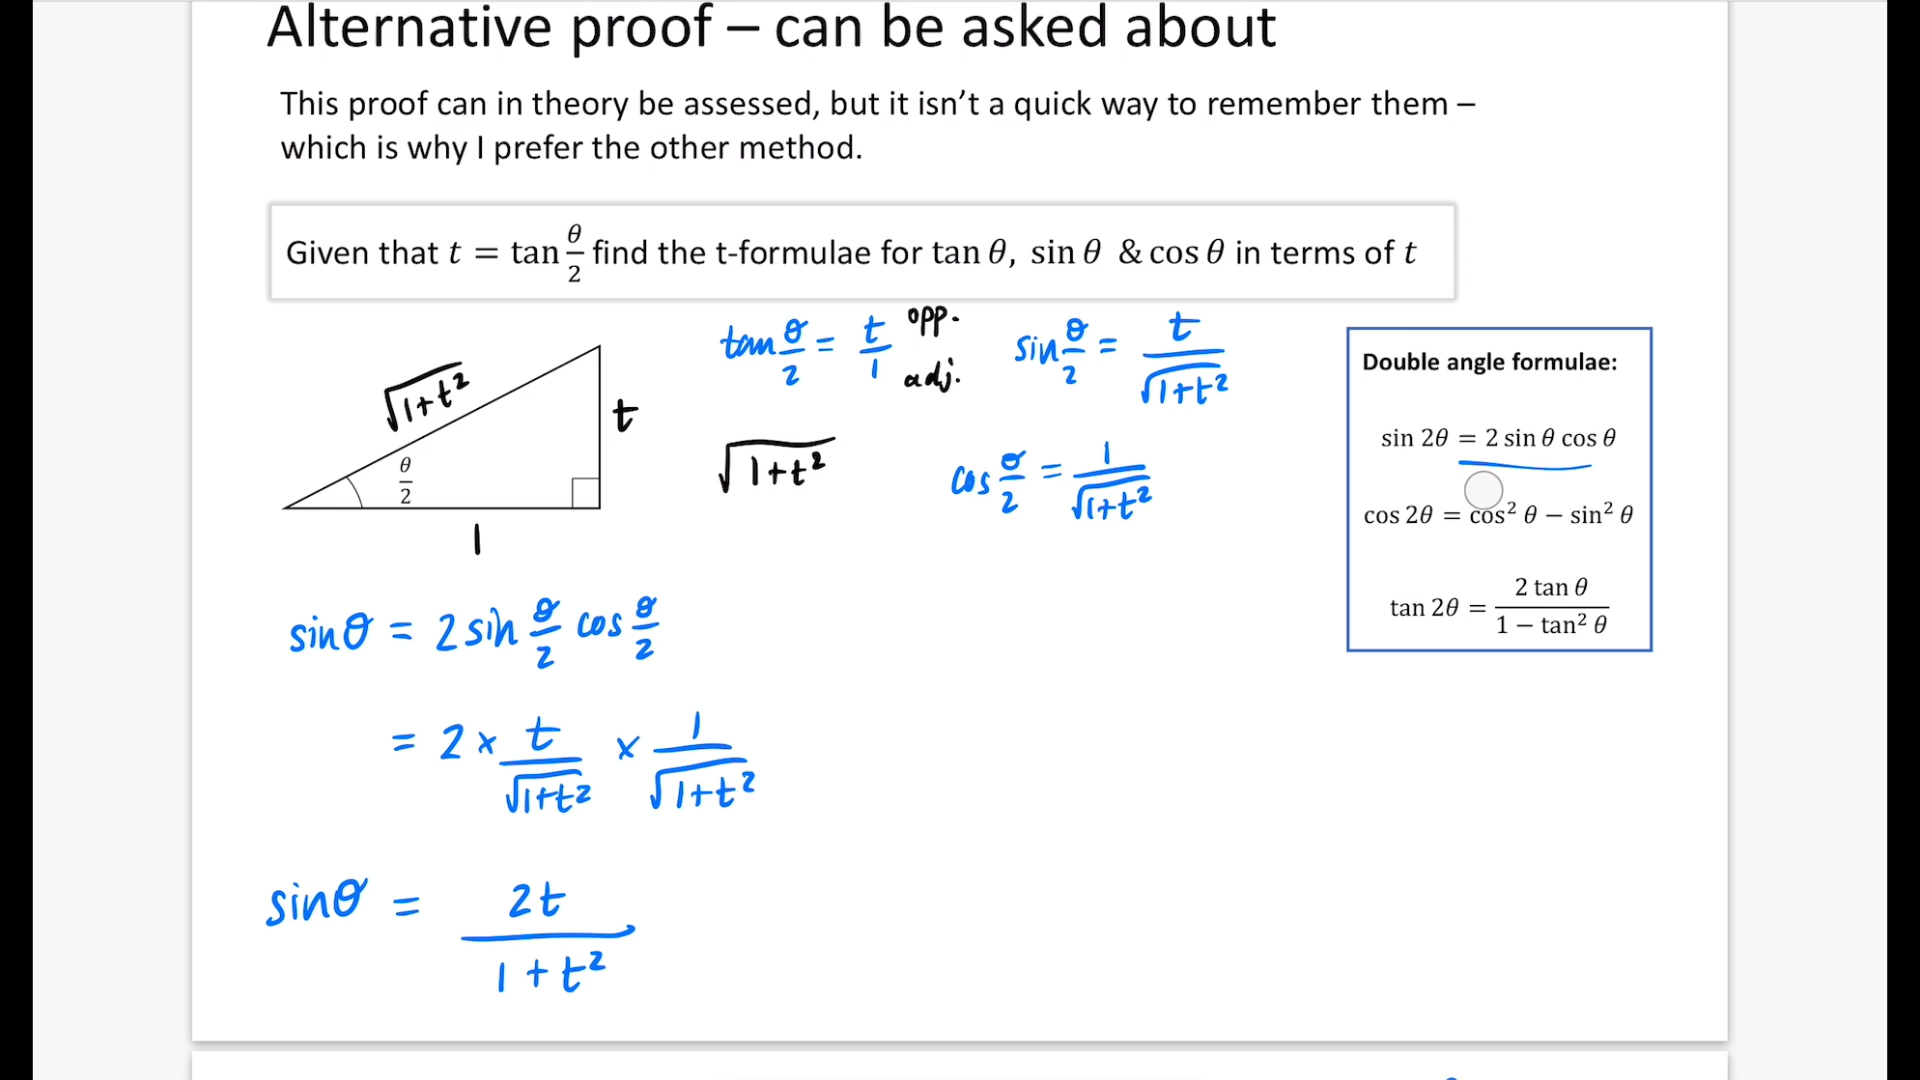 Alternative proof – can be asked about
This proof can in theory be assessed, but it isn't a quick way to remember them –
which is why I prefer the other method.
Given that t = tan θ/2 find the t-formulae for tan θ, sin θ & cos θ in terms of t
√1+t²
t
θ/2
1
tan θ/2 = t/1 opp. adj.
√1+t²
sin θ/2 = t/√1+t²
cos θ/2 = 1/√1+t²
Double angle formulae:
sin 2θ = 2 sin θ cos θ
cos 2θ = cos² θ − sin² θ
tan 2θ = 2 tan θ/1 − tan² θ
sinθ = 2 sin θ/2 cos θ/2
= 2 × t/√1+t² × 1/√1+t²
sinθ = 2t/1+t²